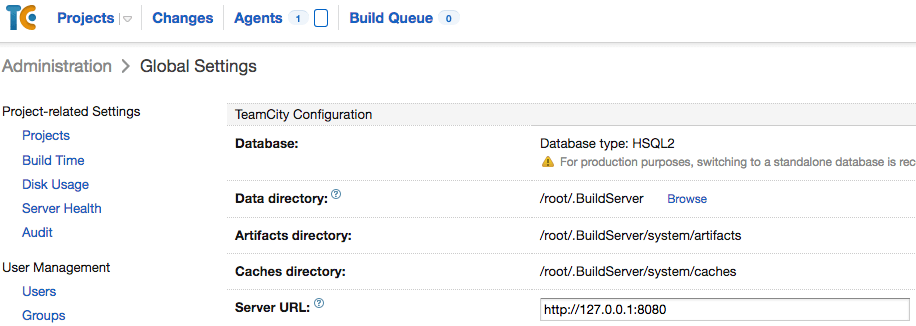 TC Projects Changes Agents 1 Build Queue 0
Administration > Global Settings
Project-related Settings
Projects
Build Time
Disk Usage
Server Health
Audit
User Management
Users
Groups
TeamCity Configuration
Database: Database type: HSQL2
For production purposes, switching to a standalone database is rec
Data directory: ? /root/.BuildServer Browse
Artifacts directory: /root/.BuildServer/system/artifacts
Caches directory: /root/.BuildServer/system/caches
Server URL: ? http://127.0.0.1:8080